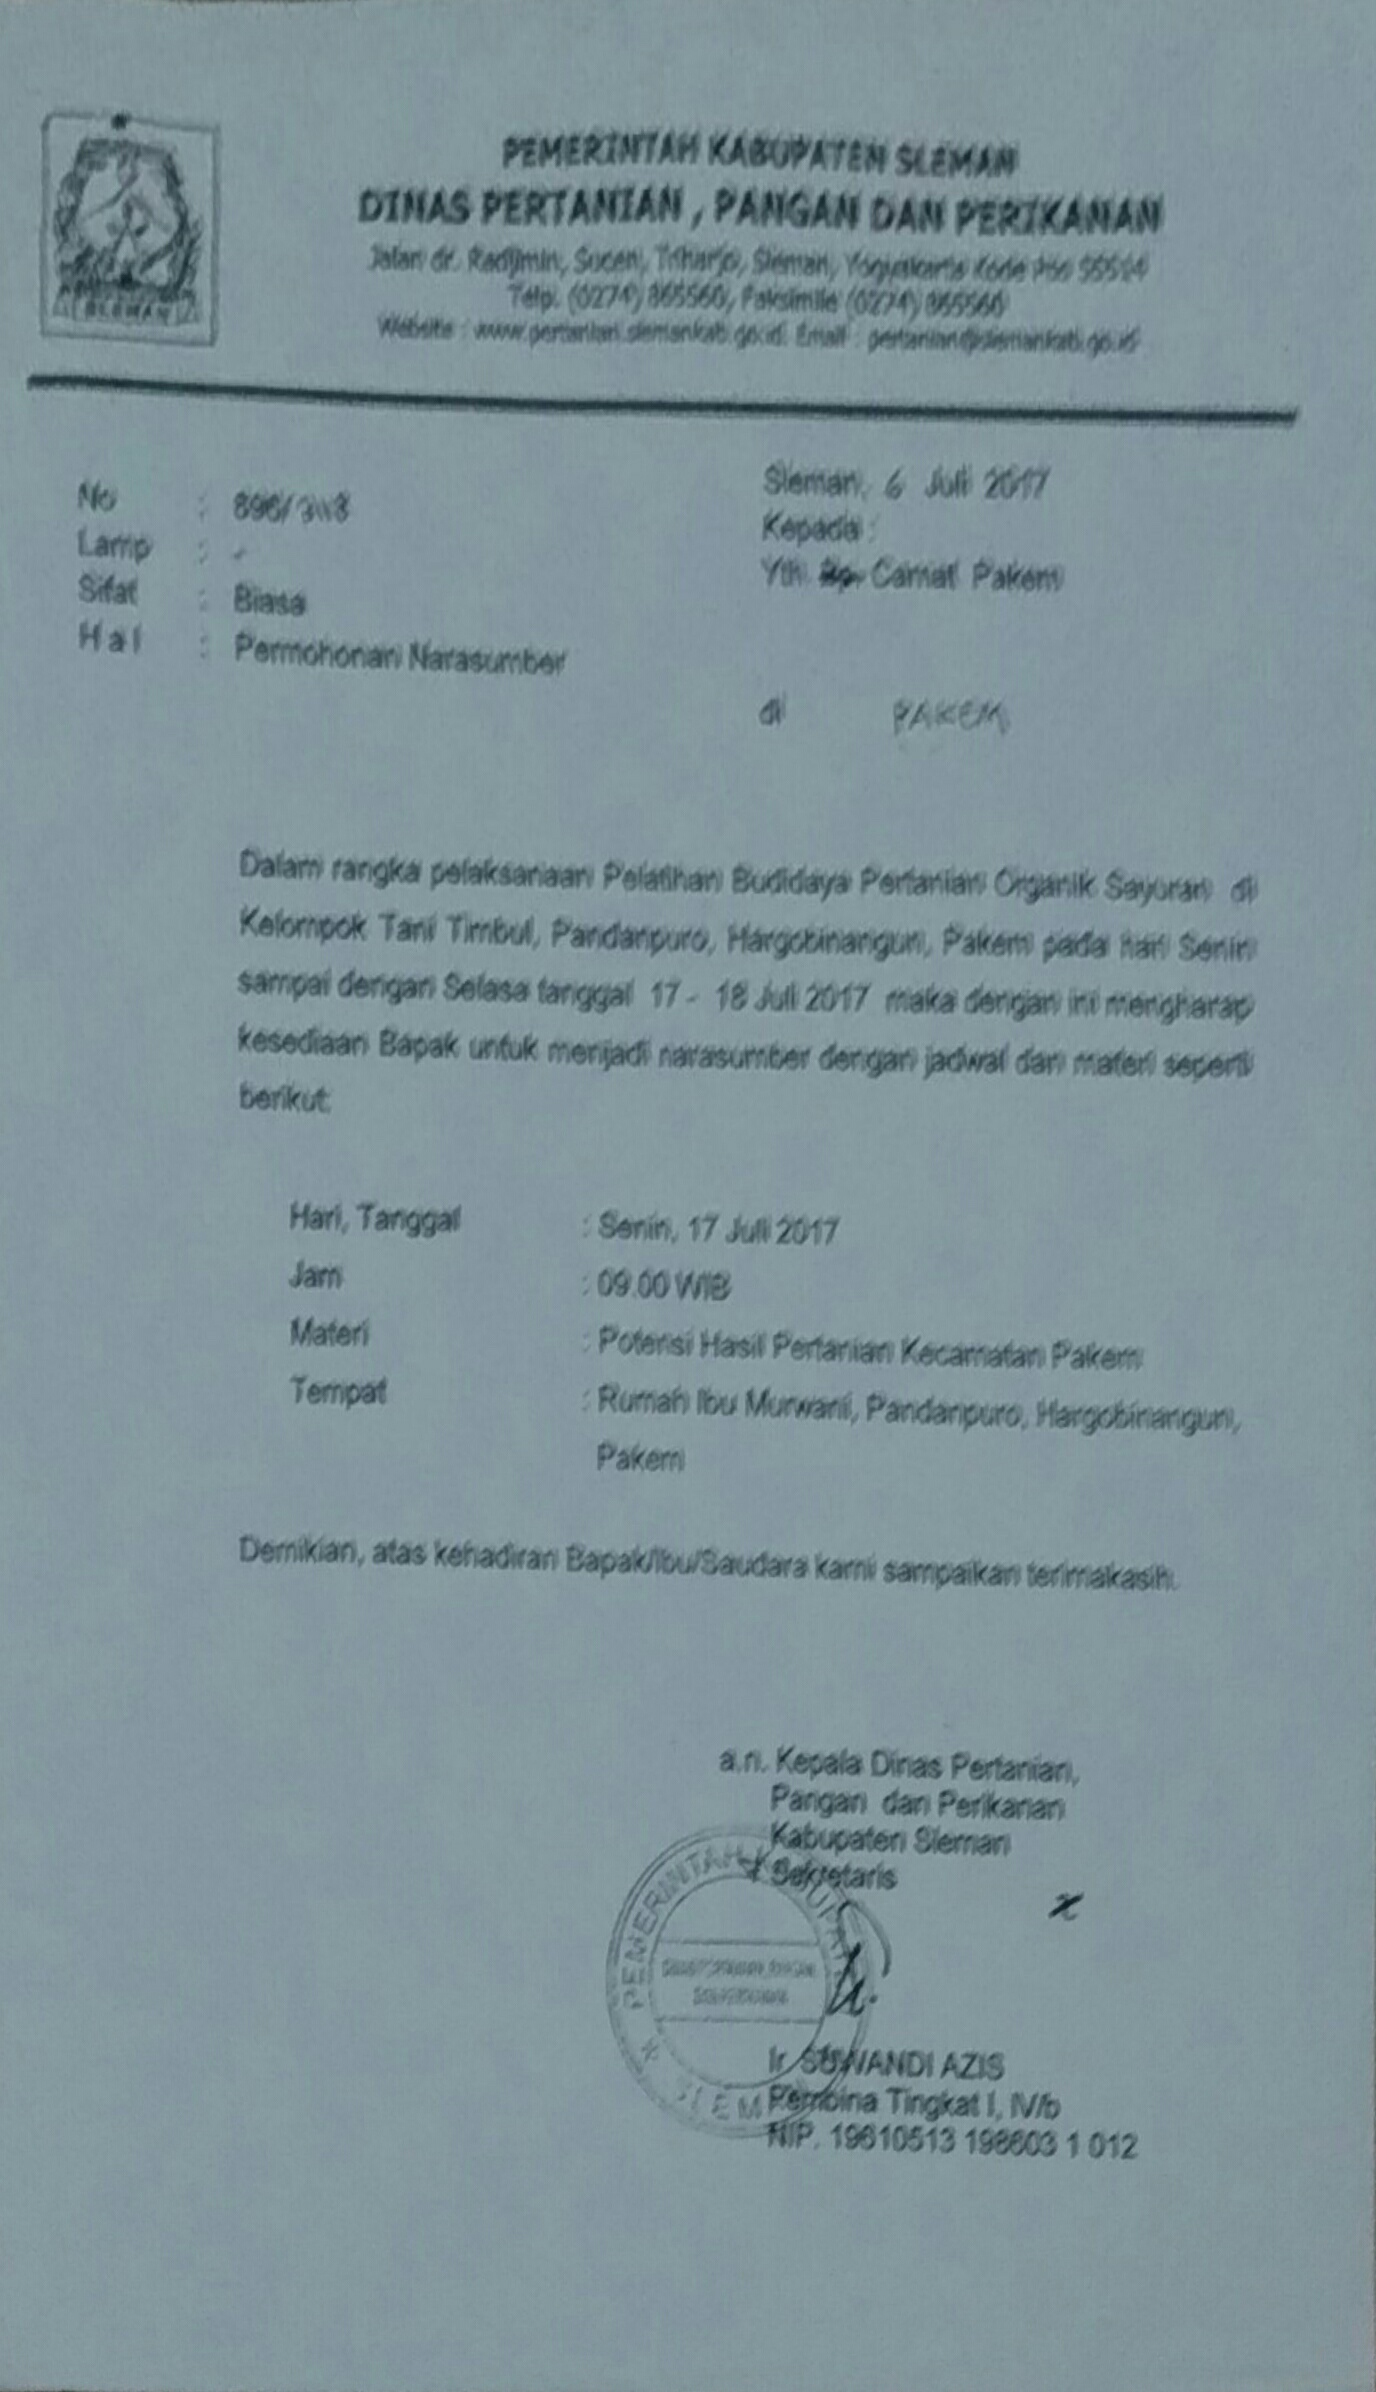 PEMERINTAH KABUPATEN SLEMAN
DINAS PERTANIAN , PANGAN DAN PERIKANAN
Jalan dr. Radjimin, Sucen, Triharjo, Sleman, Yogyakarta Kode Pos 55514
Telp. (0274) 865560, Faksimile (0274) 865560
Website : www.pertanian.slemankab.go.id. Email : pertanian@slemankab.go.id
SLEMAN
Sleman, 6 Juli 2017
Kepada :
Yth Camat Pakem
di PAKEM
No :
Lamp : -
Sifat : Biasa
Hal : Permohonan Narasumber
Dalam rangka pelaksanaan Pelatihan Budidaya Pertanian Organik Sayuran di
Kelompok Tani Timbul, Pandanpuro, Hargobinangun, Pakem pada hari Senin
sampai dengan Selasa tanggal 17 - 18 Juli 2017 maka dengan ini mengharap
kesediaan Bapak untuk menjadi narasumber dengan jadwal dan materi seperti
berikut:
Hari, Tanggal : Senin, 17 Juli 2017
Jam : 09.00 WIB
Materi : Potensi Hasil Pertanian Kecamatan Pakem
Tempat : Rumah Ibu Murwani, Pandanpuro, Hargobinangun,
Pakem
Demikian, atas kehadiran Bapak/Ibu/Saudara kami sampaikan terimakasih.
a.n. Kepala Dinas Pertanian,
Pangan dan Perikanan
Kabupaten Sleman
Sekretaris
PEMERINTAH KABUPATEN
SLEMAN
Ir. SUWANDI AZIS
Pembina Tingkat I, IV/b
NIP. 19610513 198603 1 012